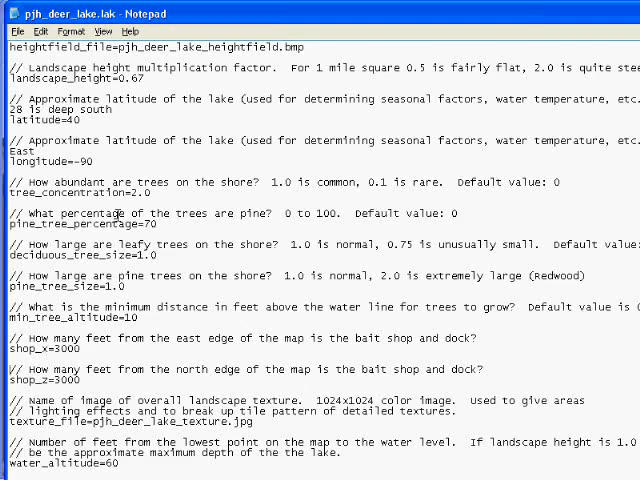 pjh_deer_lake.lak - Notepad
File Edit Format View Help
heightfield_file=pjh_deer_lake_heightfield.bmp
// Landscape height multiplication factor.  For 1 mile square 0.5 is fairly flat, 2.0 is quite stee
landscape_height=0.67
// Approximate latitude of the lake (used for determining seasonal factors, water temperature, etc.
28 is deep south
latitude=40
// Approximate latitude of the lake (used for determining seasonal factors, water temperature, etc.
East
longitude=-90
// How abundant are trees on the shore?  1.0 is common, 0.1 is rare.  Default value: 0
tree_concentration=2.0
// What percentage of the trees are pine?  0 to 100.  Default value: 0
pine_tree_percentage=70
// How large are leafy trees on the shore?  1.0 is normal, 0.75 is unusually small.  Default value:
deciduous_tree_size=1.0
// How large are pine trees on the shore?  1.0 is normal, 2.0 is extremely large (Redwood)
pine_tree_size=1.0
// What is the minimum distance in feet above the water line for trees to grow?  Default value is 0
min_tree_altitude=10
// How many feet from the east edge of the map is the bait shop and dock?
shop_x=3000
// How many feet from the north edge of the map is the bait shop and dock?
shop_z=3000
// Name of image of overall landscape texture.  1024x1024 color image.  Used to give areas
// lighting effects and to break up tile pattern of detailed textures.
texture_file=pjh_deer_lake_texture.jpg
// Number of feet from the lowest point on the map to the water level.  If landscape height is 1.0
// be the approximate maximum depth of the the lake.
water_altitude=60